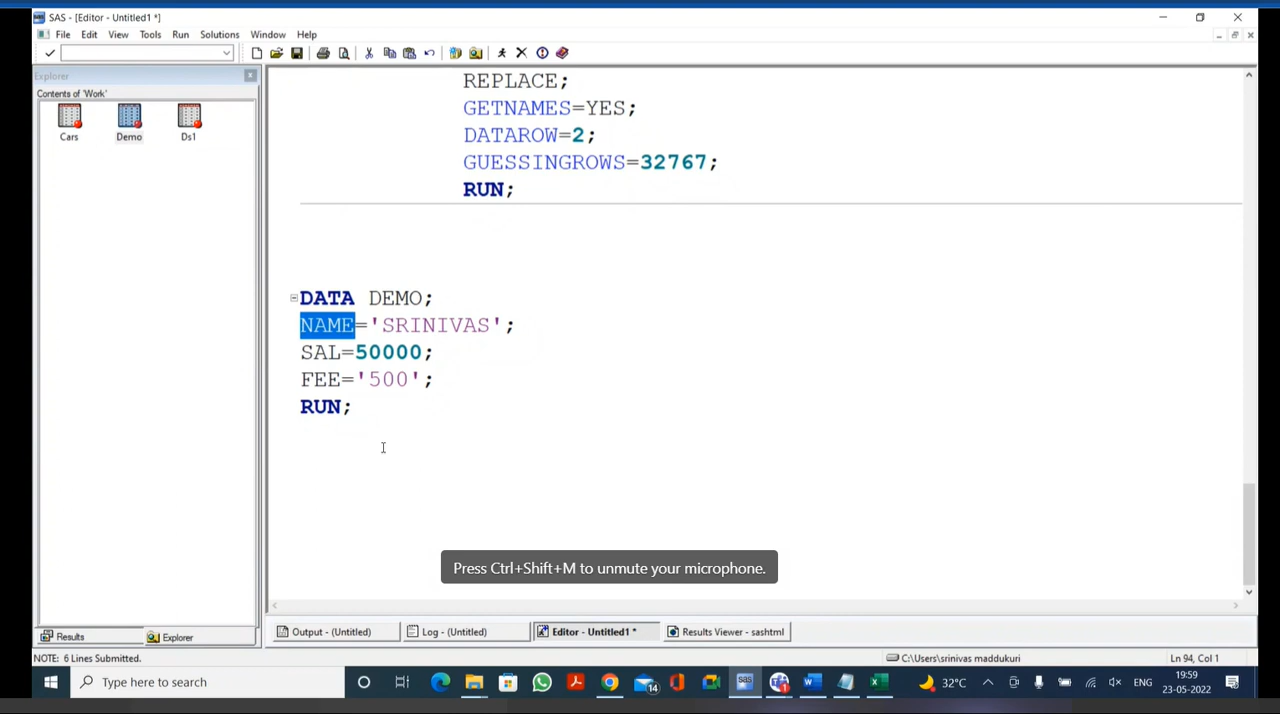 SAS - [Editor - Untitled1 *]
File Edit View Tools Run Solutions Window Help
Explorer
Contents of 'Work'
Cars Demo Ds1
REPLACE;
GETNAMES=YES;
DATAROW=2;
GUESSINGROWS=32767;
RUN;
DATA DEMO;
NAME='SRINIVAS';
SAL=50000;
FEE='500';
RUN;
Press Ctrl+Shift+M to unmute your microphone.
Results Explorer
Output - (Untitled) Log - (Untitled) Editor - Untitled1 * Results Viewer - sashtml
NOTE: 6 Lines Submitted.
C:\Users\srinivas maddukuri
Ln 94, Col 1
Type here to search
14
sas
1
32°C
ENG
19:59
23-05-2022